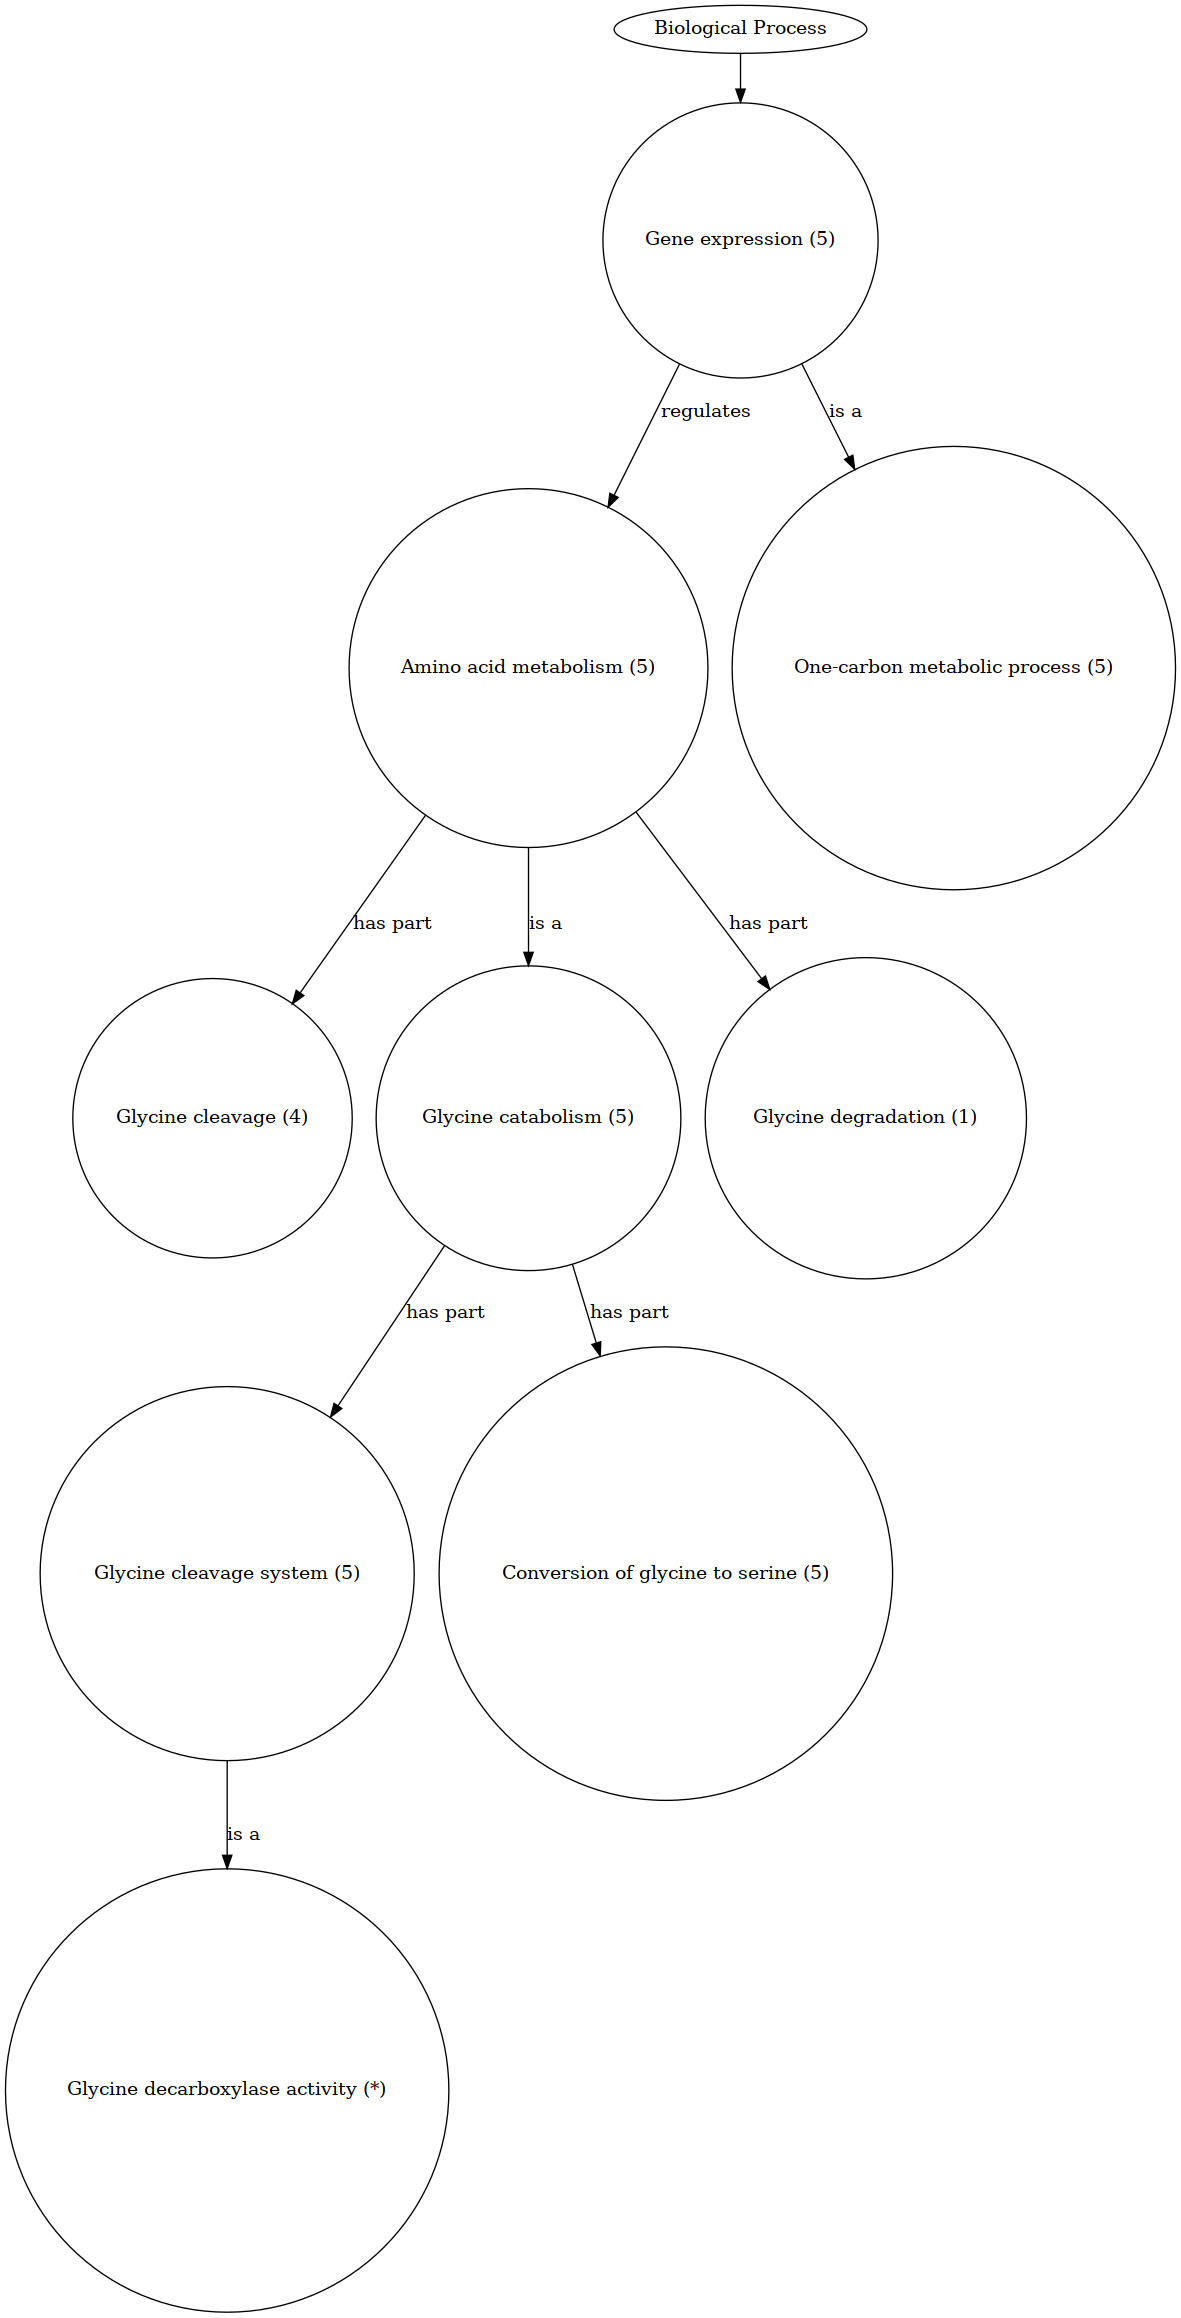 Biological Process
Gene expression (5)
regulates
is a
Amino acid metabolism (5)
One-carbon metabolic process (5)
has part
is a
has part
Glycine cleavage (4)
Glycine catabolism (5)
Glycine degradation (1)
has part
has part
Glycine cleavage system (5)
Conversion of glycine to serine (5)
is a
Glycine decarboxylase activity (*)